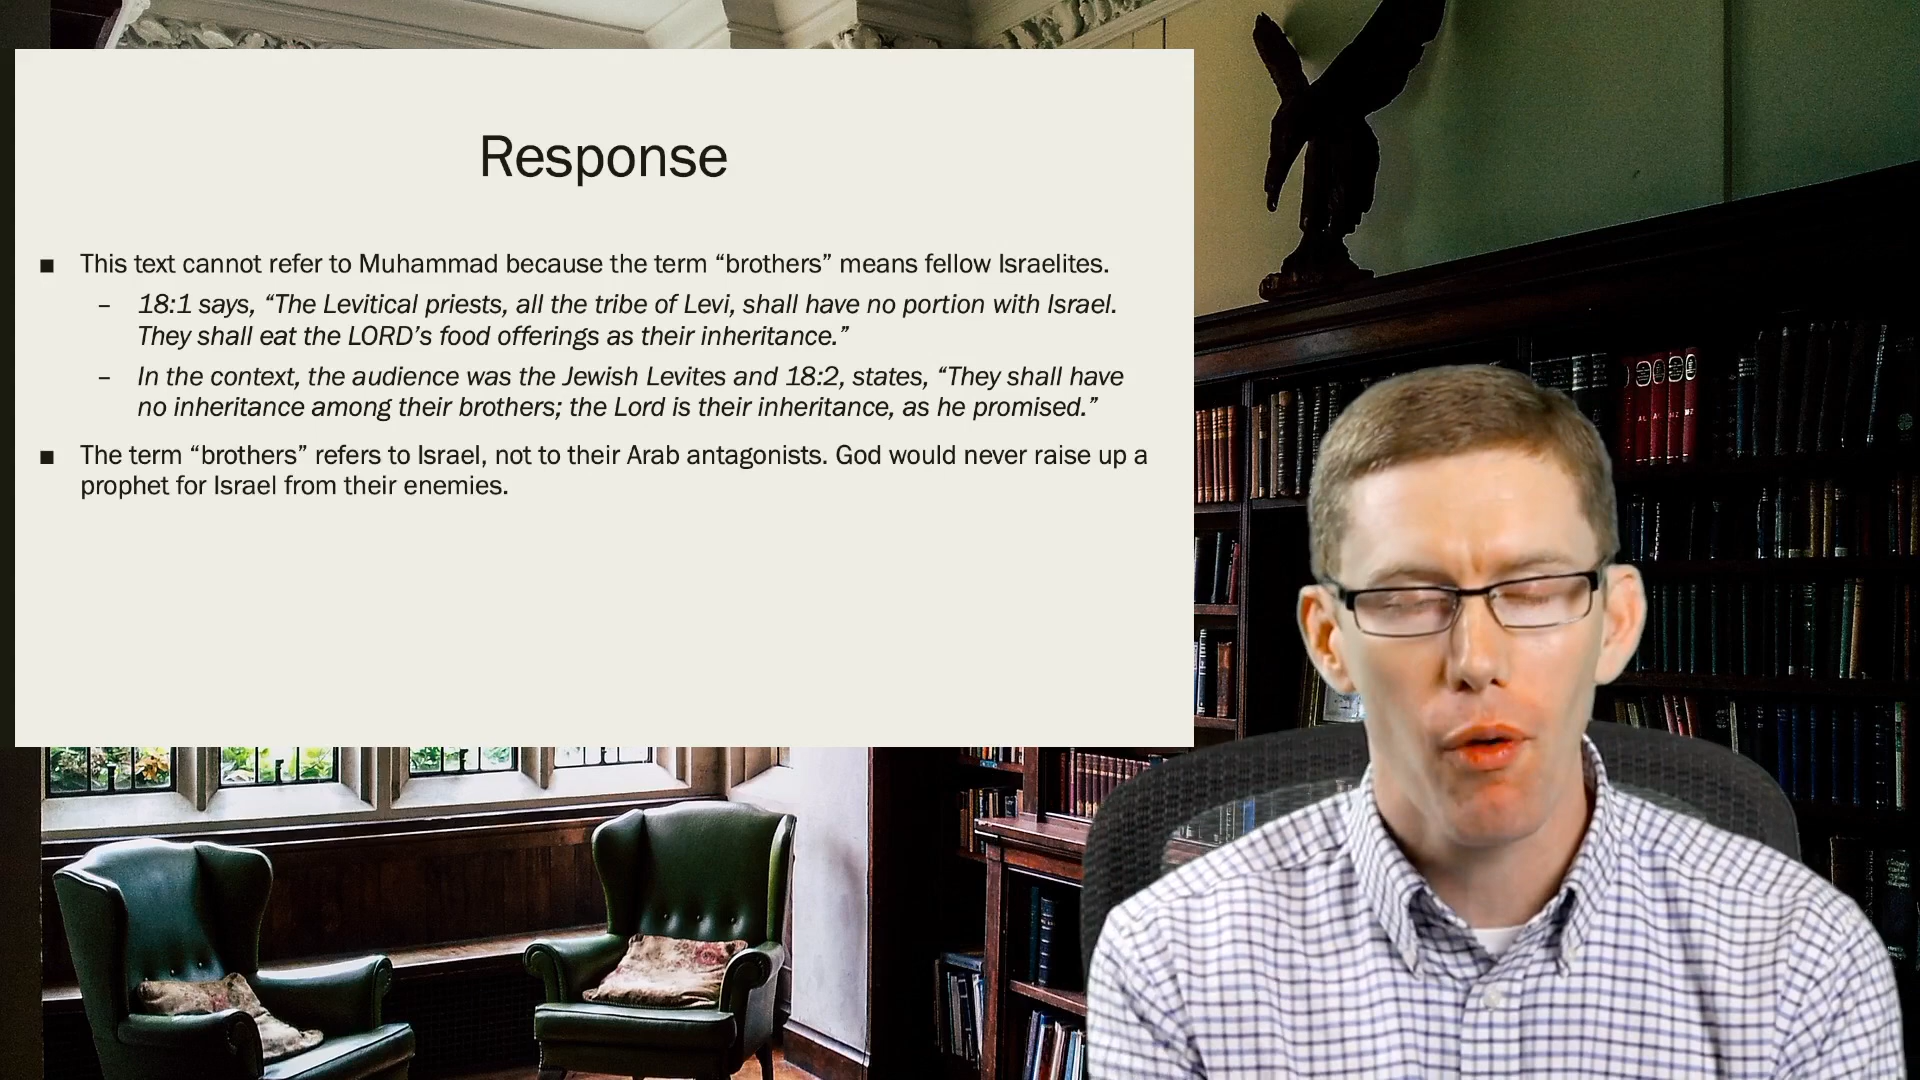 Response
■ This text cannot refer to Muhammad because the term “brothers” means fellow Israelites.
– 18:1 says, “The Levitical priests, all the tribe of Levi, shall have no portion with Israel.
They shall eat the LORD’s food offerings as their inheritance.”
– In the context, the audience was the Jewish Levites and 18:2, states, “They shall have
no inheritance among their brothers; the Lord is their inheritance, as he promised.”
■ The term “brothers” refers to Israel, not to their Arab antagonists. God would never raise up a
prophet for Israel from their enemies.